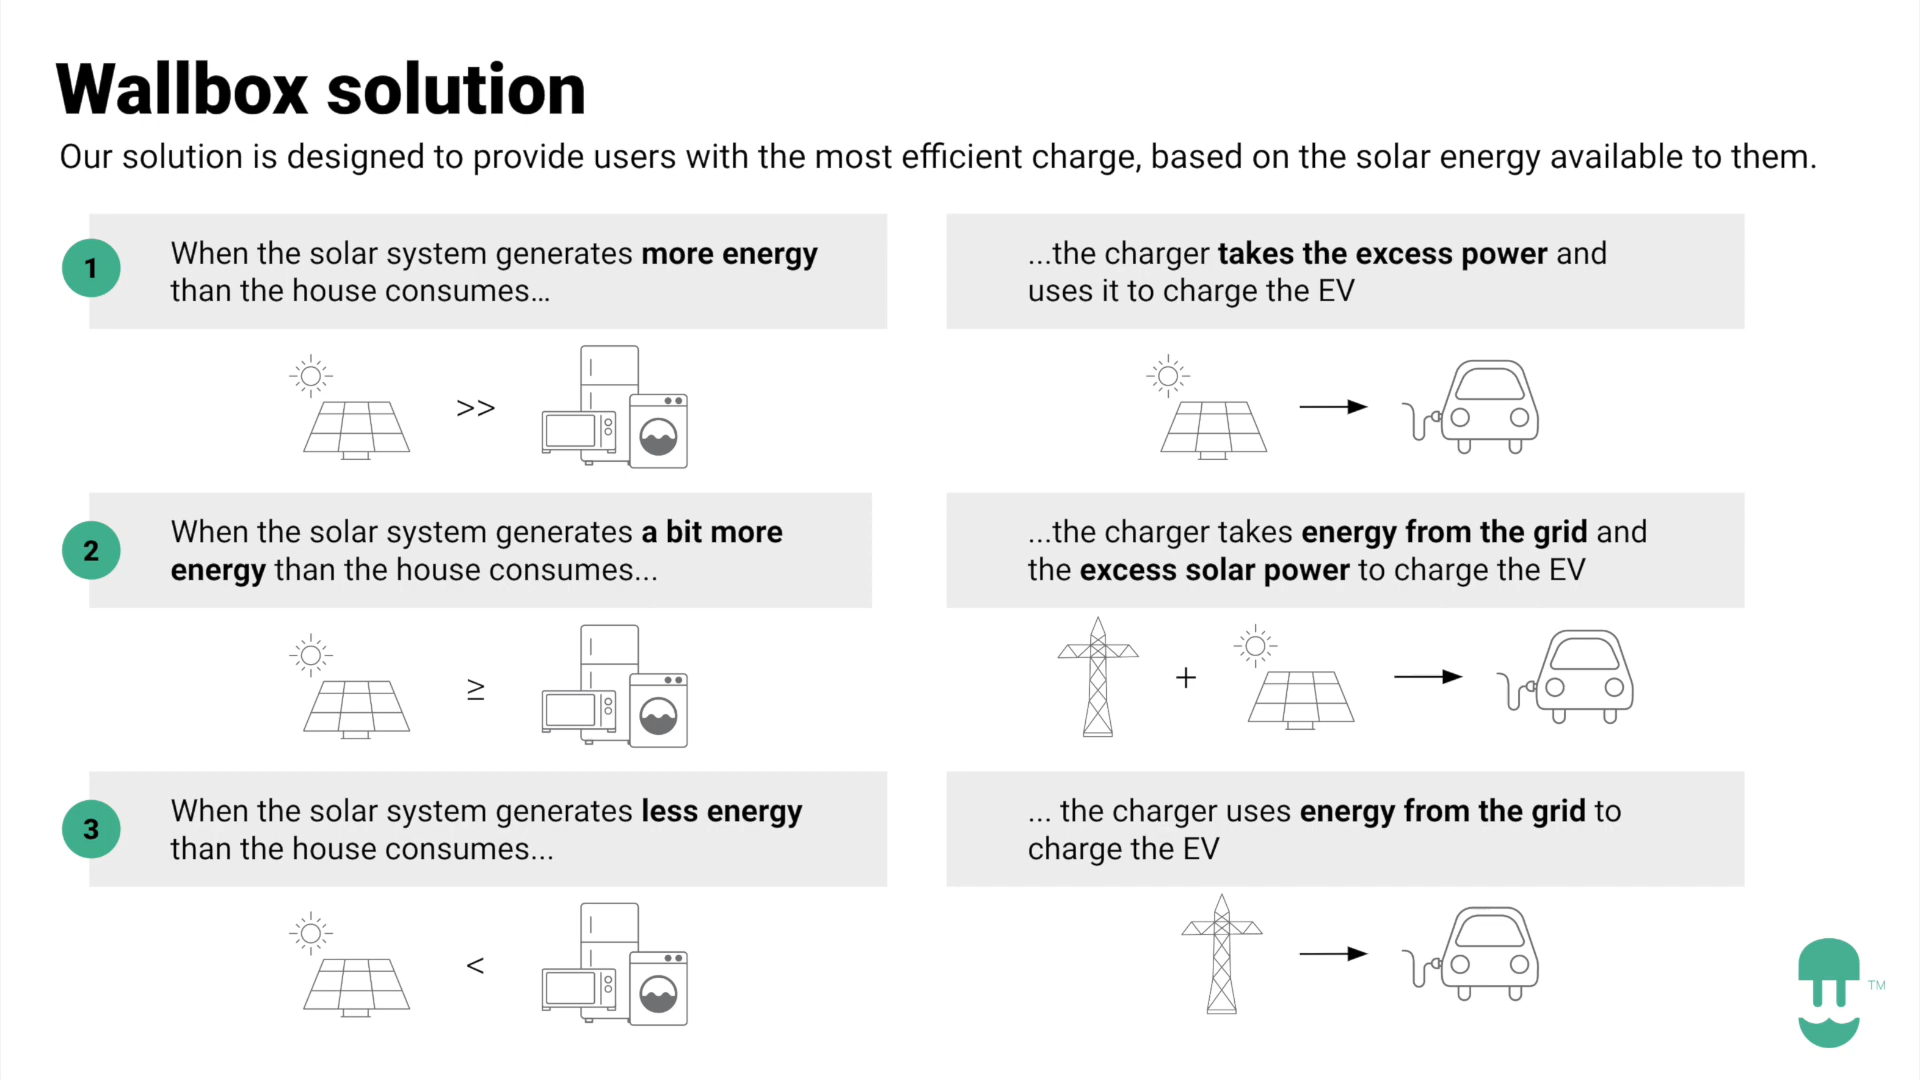 Wallbox solution
Our solution is designed to provide users with the most efficient charge, based on the solar energy available to them.
1
When the solar system generates more energy
than the house consumes...
...the charger takes the excess power and
uses it to charge the EV
>>
2
When the solar system generates a bit more
energy than the house consumes...
...the charger takes energy from the grid and
the excess solar power to charge the EV
≥
+
3
When the solar system generates less energy
than the house consumes...
... the charger uses energy from the grid to
charge the EV
<
TM